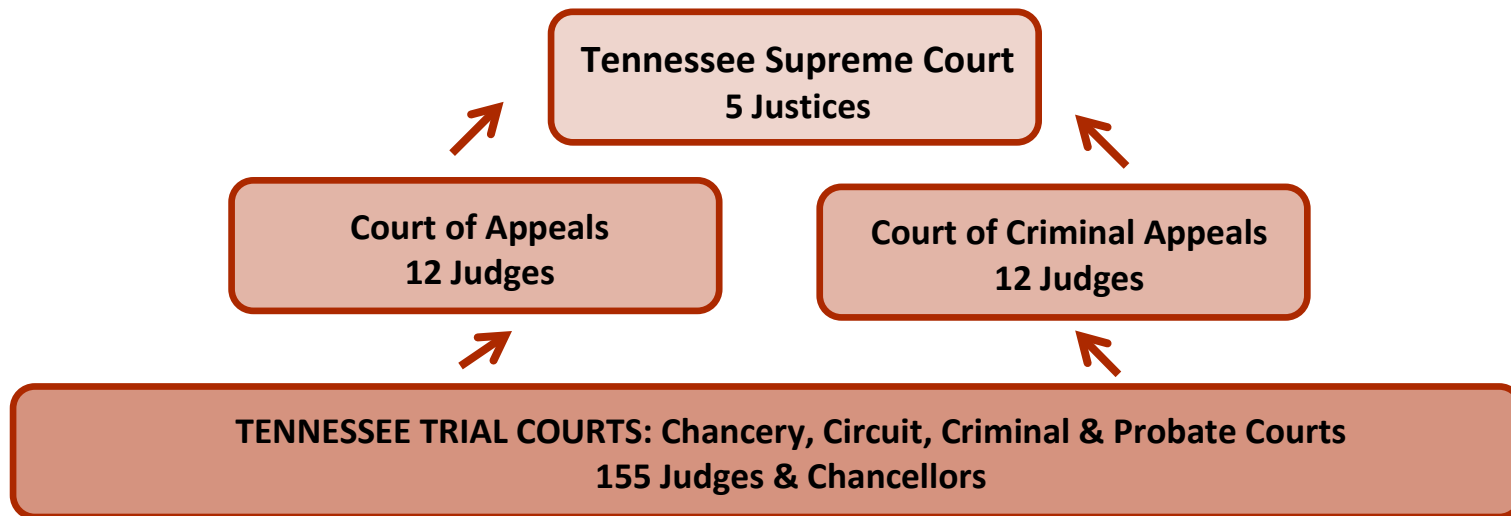 Tennessee Supreme Court
5 Justices
Court of Appeals
12 Judges
Court of Criminal Appeals
12 Judges
TENNESSEE TRIAL COURTS: Chancery, Circuit, Criminal & Probate Courts
155 Judges & Chancellors